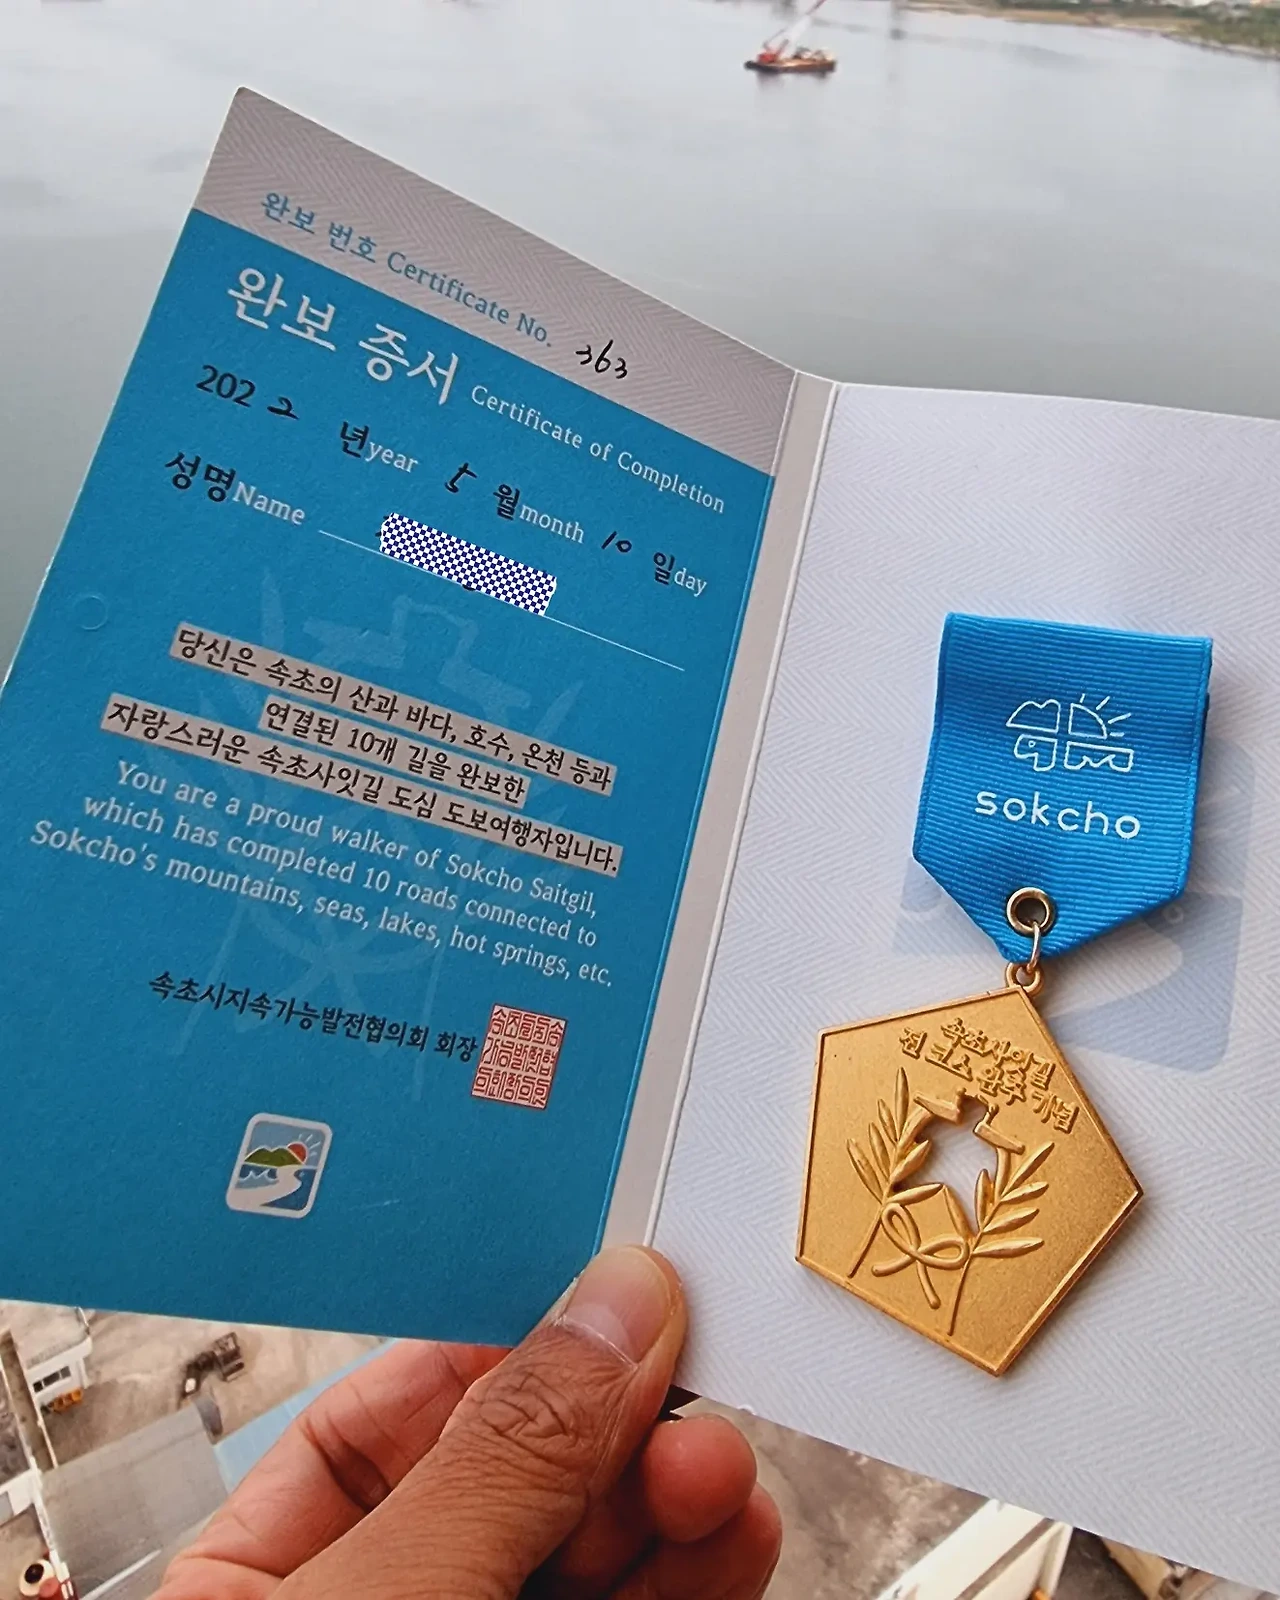 완보 번호 Certificate No. 363
완보 증서 Certificate of Completion
2022 년year 5 월month 10 일day
성명Name
당신은 속초의 산과 바다, 호수, 온천 등과
연결된 10개 길을 완보한
자랑스러운 속초사잇길 도심 도보여행자입니다.
You are a proud walker of Sokcho Saitgil,
which has completed 10 roads connected to
Sokcho's mountains, seas, lakes, hot springs, etc.
속초시지속가능발전협의회 회장
sokcho
속초사잇길
전 코스 완주 기념